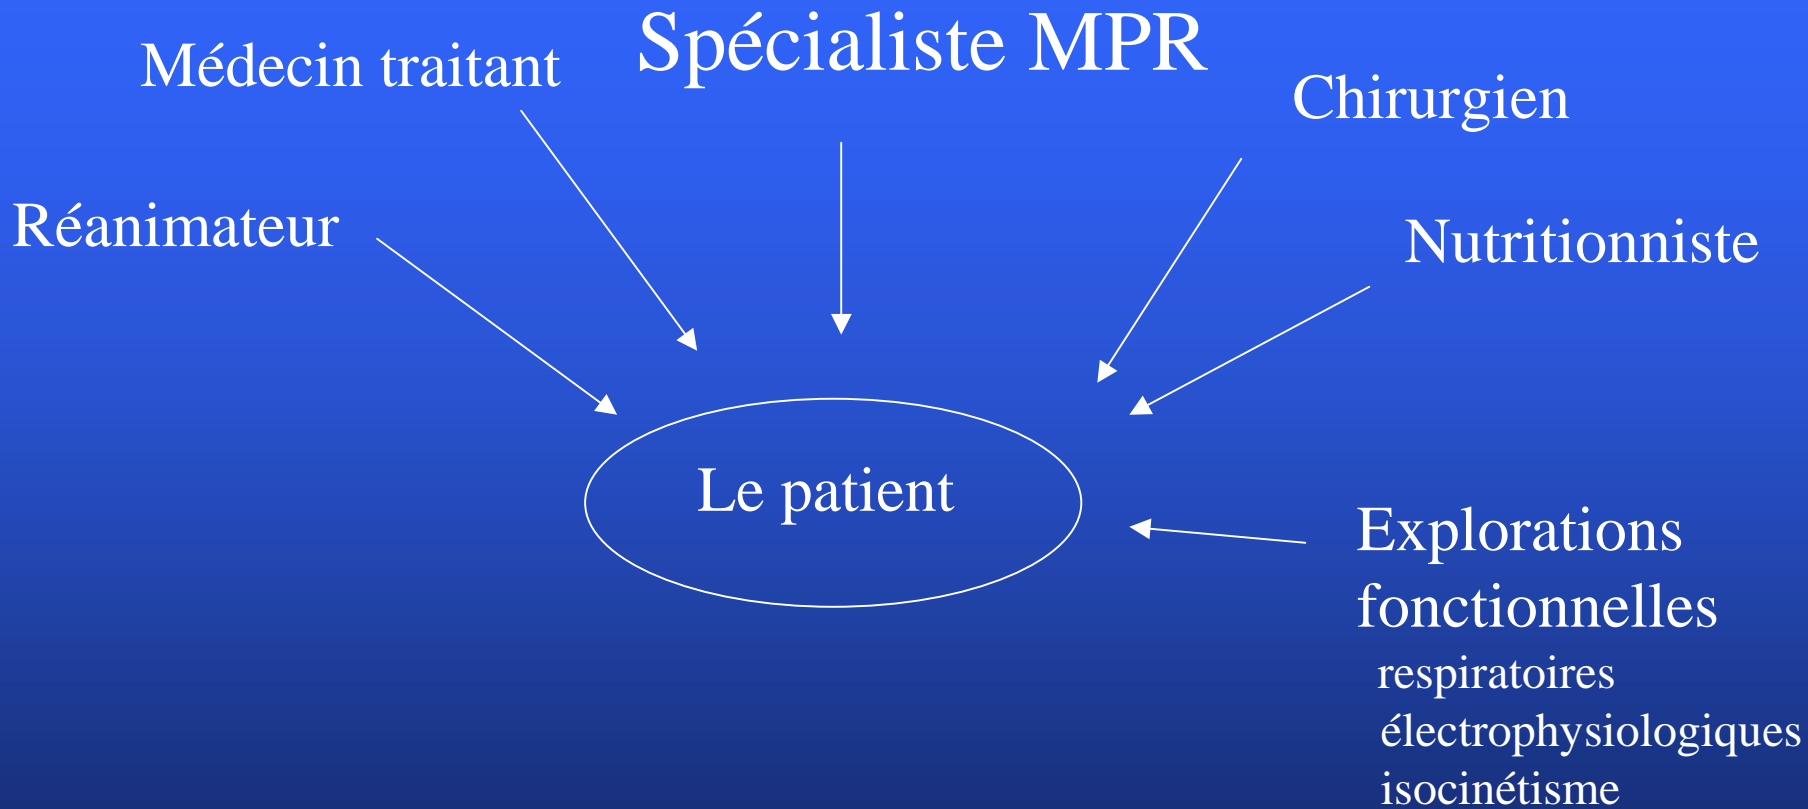 Spécialiste MPR
Médecin traitant
Chirurgien
Réanimateur
Nutritionniste
Le patient
Explorations
fonctionnelles
respiratoires
électrophysiologiques
isocinétisme